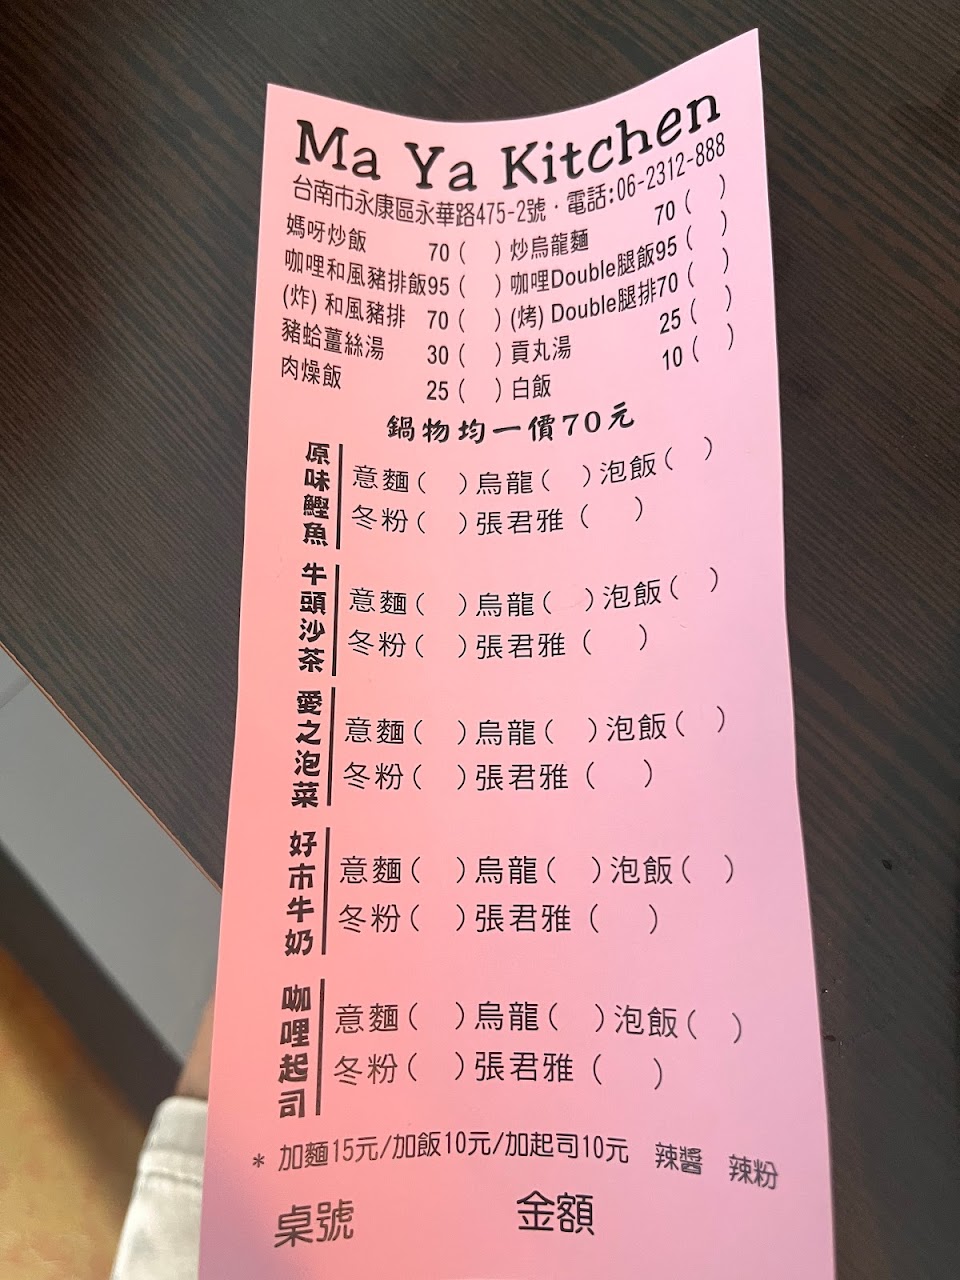 Ma Ya Kitchen
台南市永康區永華路475-2號·電話:06-2312-888
媽呀炒飯 70 ( ) 炒烏龍麵 70 ( )
咖哩和風豬排飯95 ( ) 咖哩Double腿飯95 ( )
(炸) 和風豬排 70 ( ) (烤) Double腿排70 ( )
豬蛤薑絲湯 30 ( ) 貢丸湯 25 ( )
肉燥飯 25 ( ) 白飯 10 ( )
鍋物均一價70元
原味鰹魚
意麵( )烏龍( )泡飯( )
冬粉( )張君雅( )
牛頭沙茶
意麵( )烏龍( )泡飯( )
冬粉( )張君雅( )
愛之泡菜
意麵( )烏龍( )泡飯( )
冬粉( )張君雅( )
好市牛奶
意麵( )烏龍( )泡飯( )
冬粉( )張君雅( )
咖哩起司
意麵( )烏龍( )泡飯( )
冬粉( )張君雅( )
* 加麵15元/加飯10元/加起司10元 辣醬 辣粉
桌號 金額